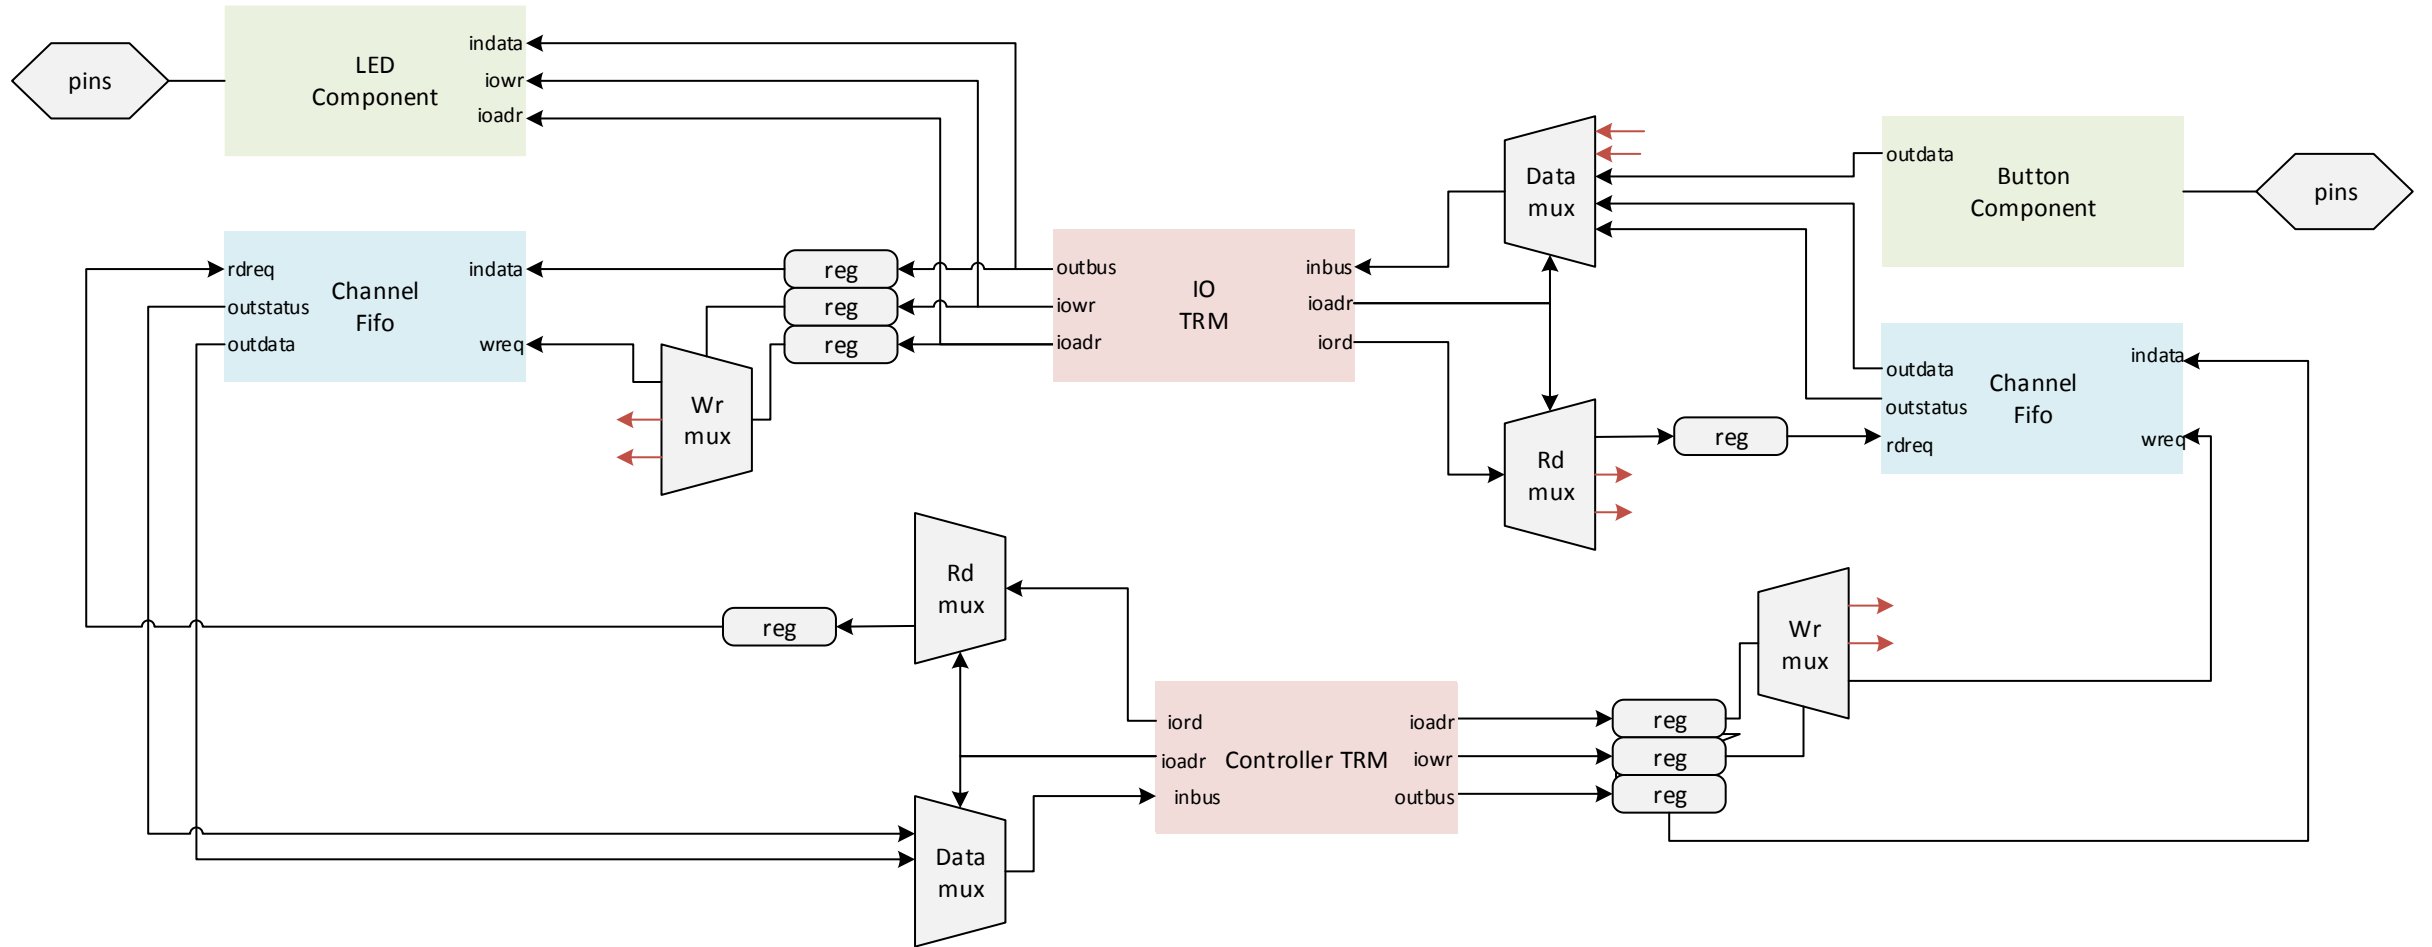 pins
LED
Component
indata
iowr
ioadr
Data
mux
outdata
Button
Component
pins
rdreq
outstatus
outdata
Channel
Fifo
indata
wreq
reg
reg
reg
Wr
mux
outbus
iowr
ioadr
IO
TRM
inbus
ioadr
iord
Rd
mux
reg
outdata
outstatus
rdreq
Channel
Fifo
indata
wreq
Rd
mux
reg
Wr
mux
iord
ioadr
inbus
Controller TRM
ioadr
iowr
outbus
reg
reg
reg
Data
mux